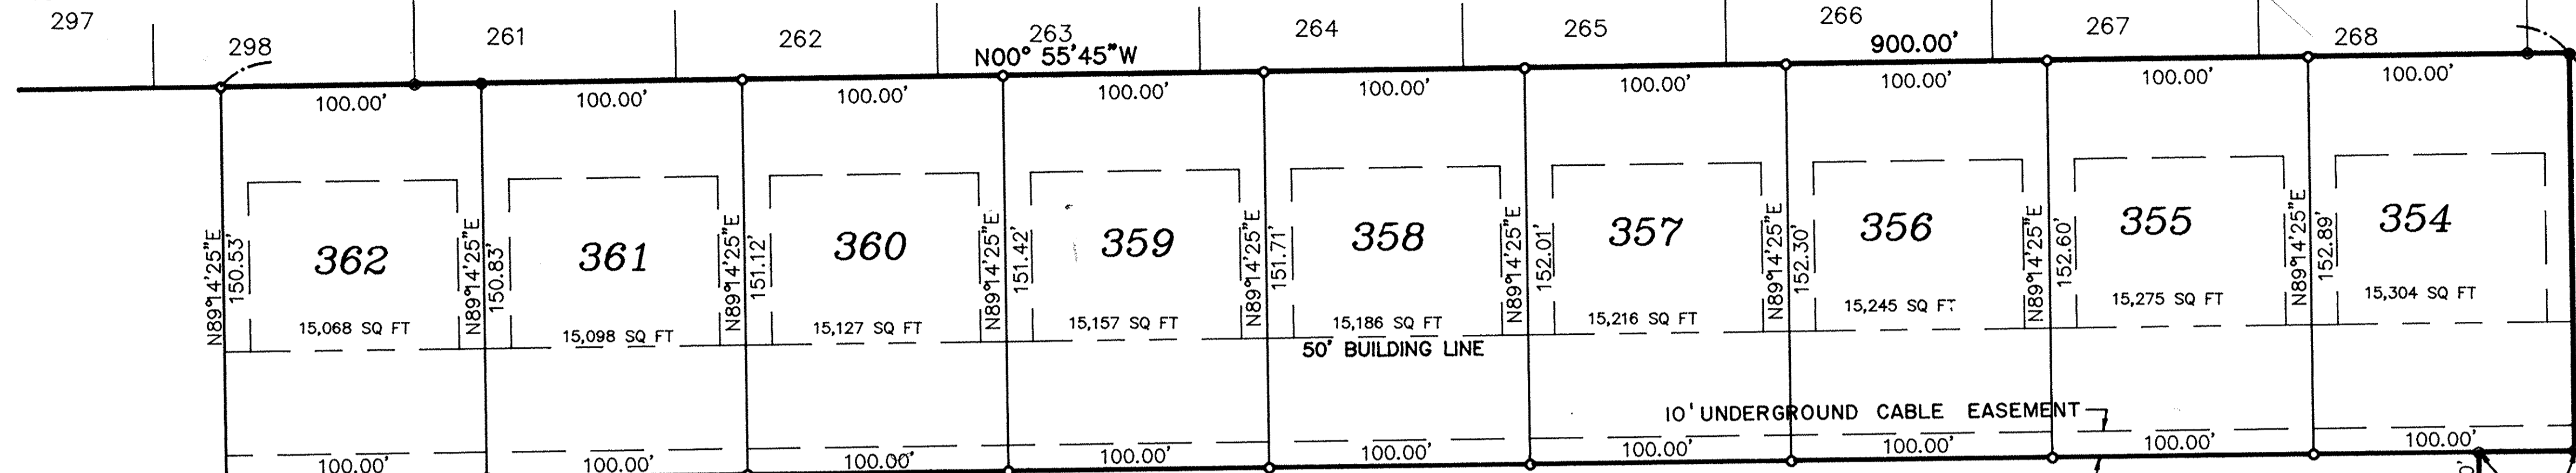 297
298
261
262
263
264
265
266
267
268
N00° 55'45"W
900.00'
100.00'
100.00'
100.00'
100.00'
100.00'
100.00'
100.00'
100.00'
100.00'
N89°14'25"E
150.53'
362
15,068 SQ FT
N89°14'25"E
150.83'
361
15,098 SQ FT
N89°14'25"E
151.12'
360
15,127 SQ FT
N89°14'25"E
151.42'
359
15,157 SQ FT
N89°14'25"E
151.71'
358
15,186 SQ FT
N89°14'25"E
152.01'
357
15,216 SQ FT
N89°14'25"E
152.30'
356
15,245 SQ FT
N89°14'25"E
152.60'
355
15,275 SQ FT
N89°14'25"E
152.89'
354
15,304 SQ FT
50' BUILDING LINE
10' UNDERGROUND CABLE EASEMENT
100.00'
100.00'
100.00'
100.00'
100.00'
100.00'
100.00'
100.00'
100.00'